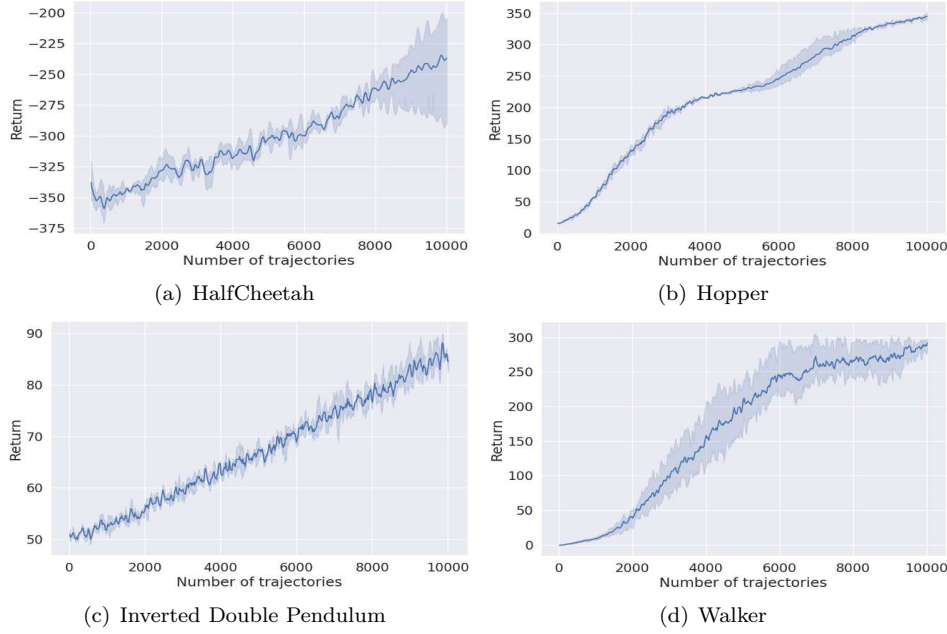 −200
−225
−250
−275
−300
−325
−350
−375
Return
0 2000 4000 6000 8000 10000
Number of trajectories
(a) HalfCheetah
350
300
250
200
150
100
50
0
Return
0 2000 4000 6000 8000 10000
Number of trajectories
(b) Hopper
90
80
70
60
50
Return
0 2000 4000 6000 8000 10000
Number of trajectories
(c) Inverted Double Pendulum
300
250
200
150
100
50
0
Return
0 2000 4000 6000 8000 10000
Number of trajectories
(d) Walker